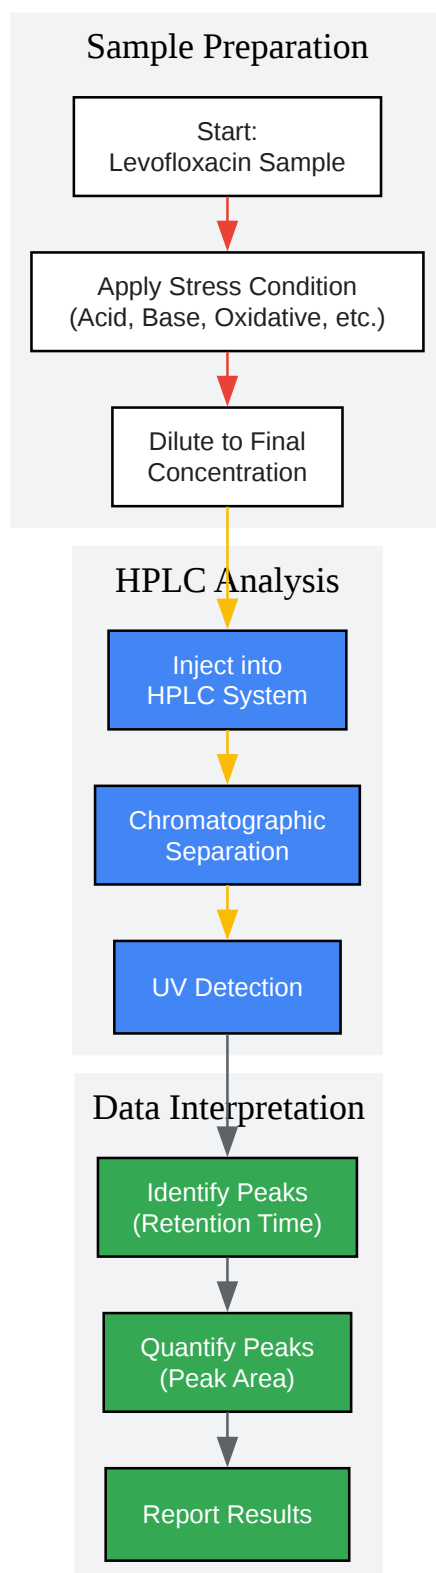 Sample Preparation
Start:
Levofloxacin Sample
Apply Stress Condition
(Acid, Base, Oxidative, etc.)
Dilute to Final
Concentration
HPLC Analysis
Inject into
HPLC System
Chromatographic
Separation
UV Detection
Data Interpretation
Identify Peaks
(Retention Time)
Quantify Peaks
(Peak Area)
Report Results